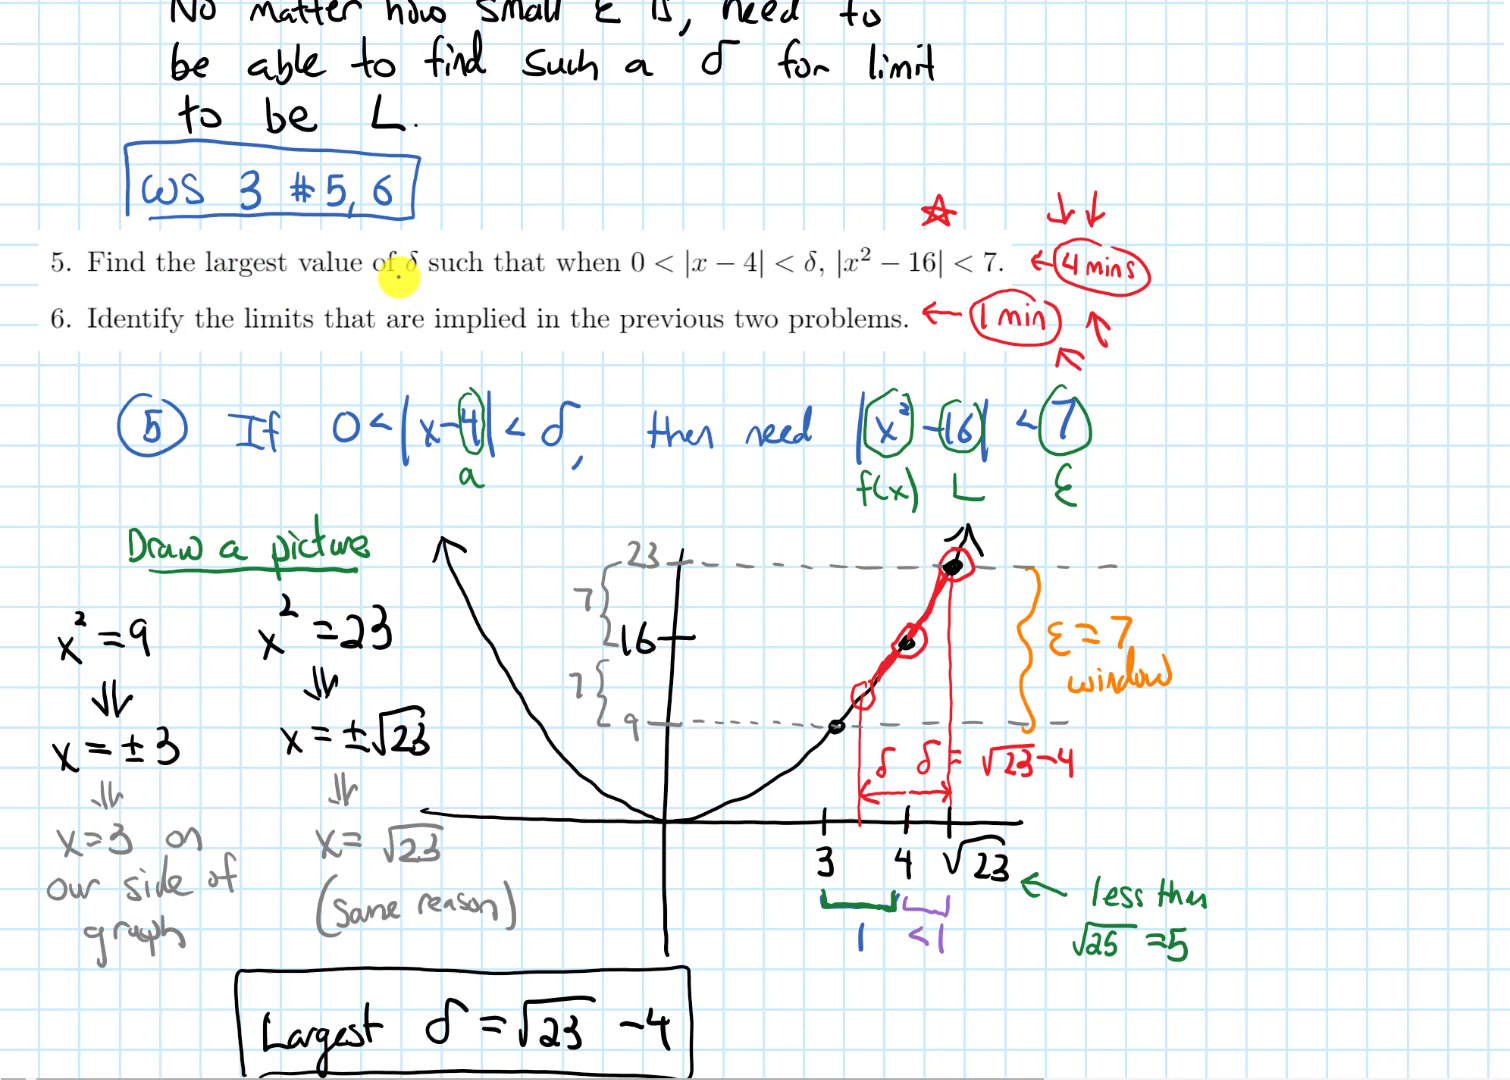 No matter how small ε is, need to
be able to find such a δ for limit
to be L.
WS 3 #5, 6
5. Find the largest value of δ such that when 0 < |x − 4| < δ, |x² − 16| < 7.
← 4 mins
6. Identify the limits that are implied in the previous two problems.
← 1 min
5 If 0 < |x-4| < δ, then need |x² - 16| < 7
a f(x) L ε
Draw a picture
x² = 9
⇓
x = ± 3
⇓
x = 3 on
our side of
graph
x² = 23
⇓
x = ±√23
⇓
x = √23
(same reason)
23
7
16
7
9
ε = 7
window
δ δ = √23 - 4
3 4 √23
1 < 1
← less then
√25 = 5
Largest δ = √23 - 4